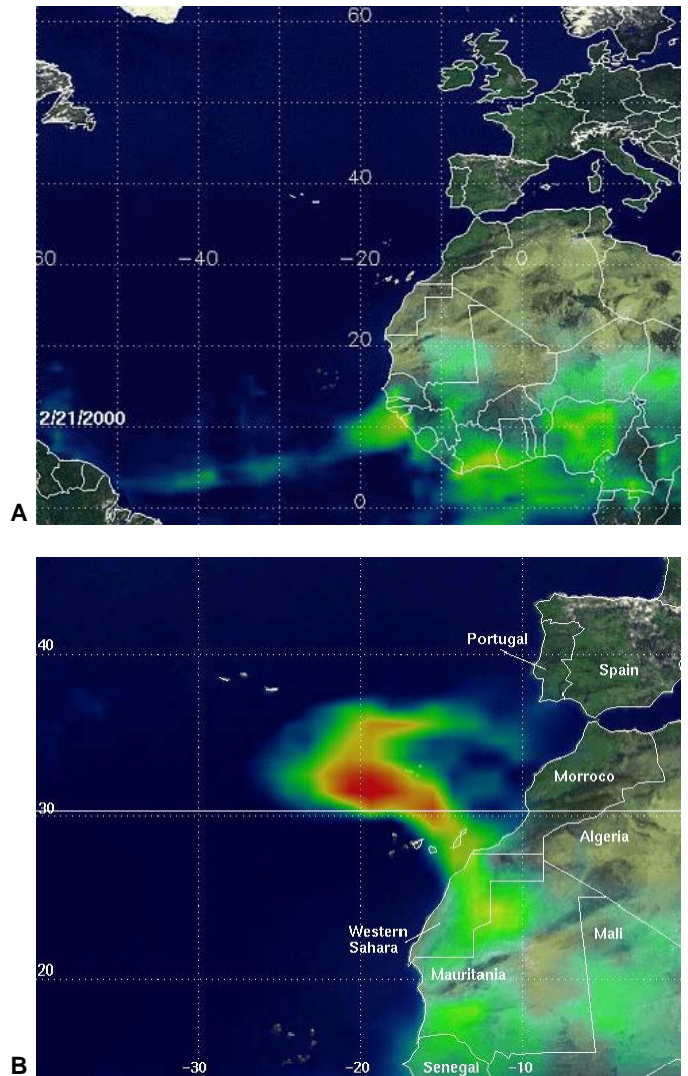 60
40
60 -40 -20 0 2
20
2/21/2000
0
A
40
Portugal
Spain
Morroco
30
Algeria
Western
Sahara
Mali
20
Mauritania
Senegal
-30 -20 -10
B